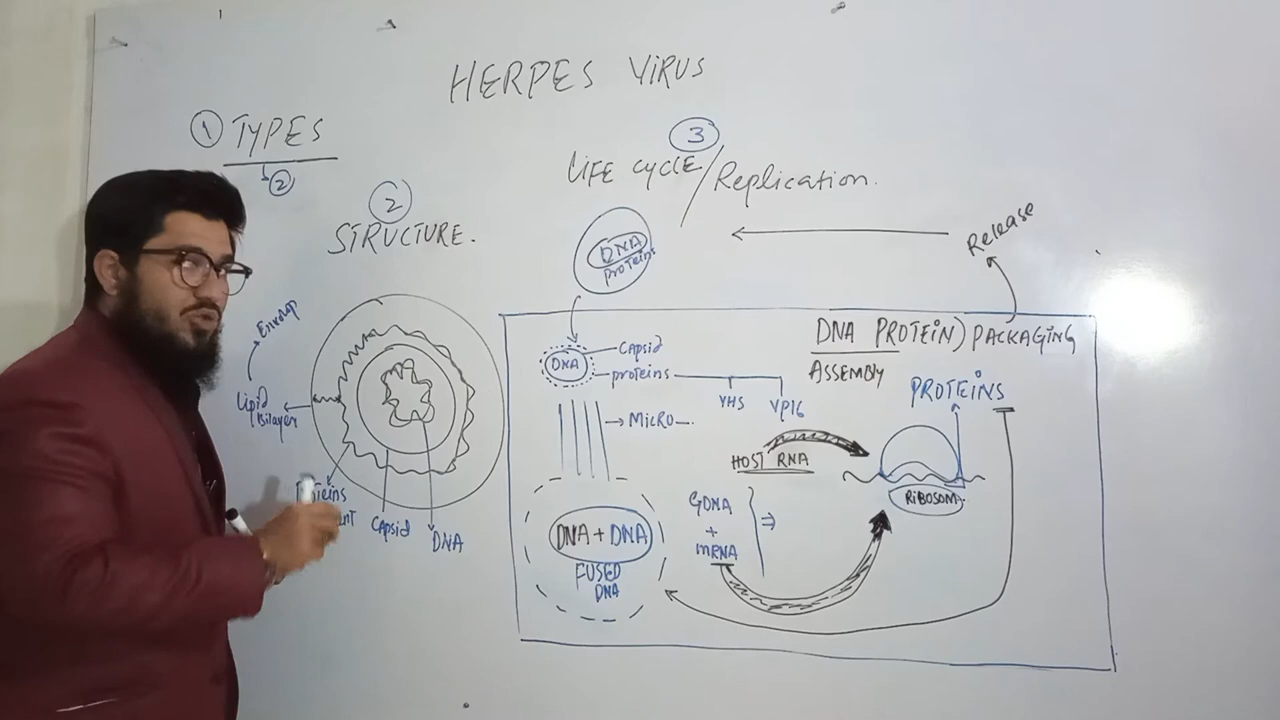 HERPES VIRUS
1 TYPES
2
2
STRUCTURE.
Lipid
Bilayer
Capsid
DNA
3
LIFE CYCLE/Replication.
DNA
proteins
Release
DNA
Capsid
proteins
VHS
VP16
Micro
DNA + DNA
FUSED
DNA
GDNA
+
mRNA
HOST RNA
DNA PROTEIN) PACKAGING
ASSEMBLY
PROTEINS
RIBOSOM